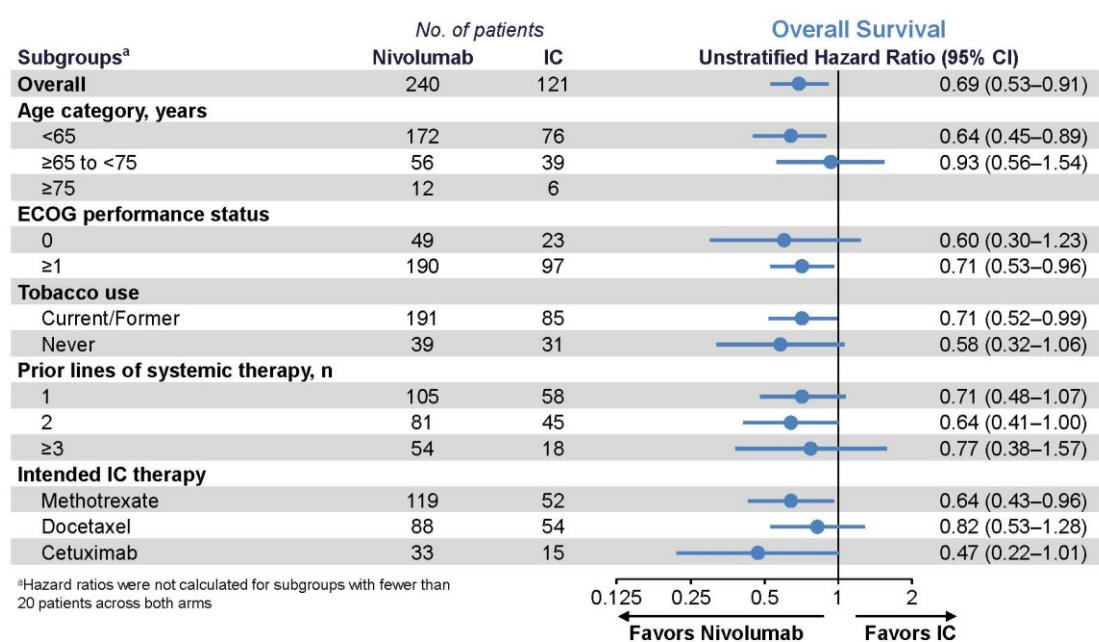 No. of patients Overall Survival
Subgroupsᵃ Nivolumab IC Unstratified Hazard Ratio (95% CI)
Overall 240 121 0.69 (0.53–0.91)
Age category, years
<65 172 76 0.64 (0.45–0.89)
≥65 to <75 56 39 0.93 (0.56–1.54)
≥75 12 6
ECOG performance status
0 49 23 0.60 (0.30–1.23)
≥1 190 97 0.71 (0.53–0.96)
Tobacco use
Current/Former 191 85 0.71 (0.52–0.99)
Never 39 31 0.58 (0.32–1.06)
Prior lines of systemic therapy, n
1 105 58 0.71 (0.48–1.07)
2 81 45 0.64 (0.41–1.00)
≥3 54 18 0.77 (0.38–1.57)
Intended IC therapy
Methotrexate 119 52 0.64 (0.43–0.96)
Docetaxel 88 54 0.82 (0.53–1.28)
Cetuximab 33 15 0.47 (0.22–1.01)
ᵃHazard ratios were not calculated for subgroups with fewer than
20 patients across both arms
0.125 0.25 0.5 1 2
Favors Nivolumab Favors IC